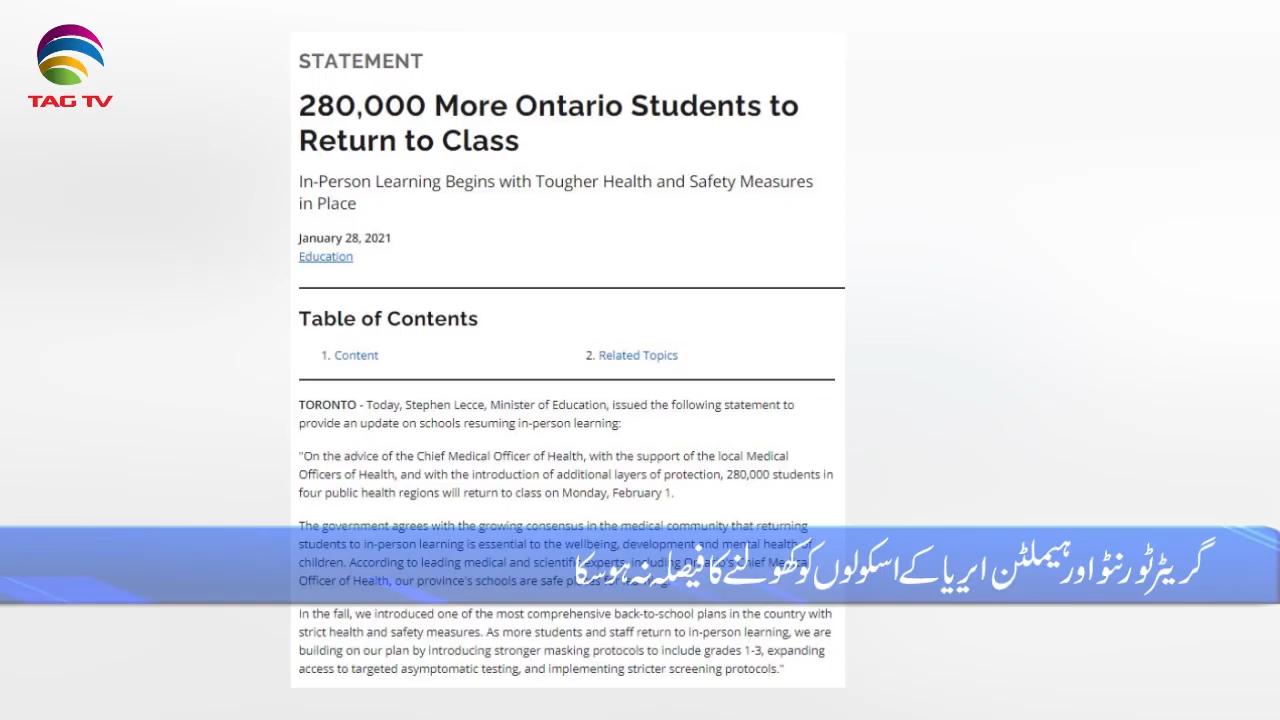 TAG TV
STATEMENT
280,000 More Ontario Students to
Return to Class
In-Person Learning Begins with Tougher Health and Safety Measures
in Place
January 28, 2021
Education
Table of Contents
1. Content
2. Related Topics
TORONTO - Today, Stephen Lecce, Minister of Education, issued the following statement to
provide an update on schools resuming in-person learning:
"On the advice of the Chief Medical Officer of Health, with the support of the local Medical
Officers of Health, and with the introduction of additional layers of protection, 280,000 students in
four public health regions will return to class on Monday, February 1.
The government agrees with the growing consensus in the medical community that returning
students to in-person learning is essential to the wellbeing, development and mental health of
children. According to leading medical and scientific experts, including Chief Medical
Officer of Health, our province's schools are safe for
گریٹر ٹورنٹو اور ہیملٹن ایریا کے اسکولوں کو کھولنے کا فیصلہ نہ ہوسکا
In the fall, we introduced one of the most comprehensive back-to-school plans in the country with
strict health and safety measures. As more students and staff return to in-person learning, we are
building on our plan by introducing stronger masking protocols to include grades 1-3, expanding
access to targeted asymptomatic testing, and implementing stricter screening protocols."